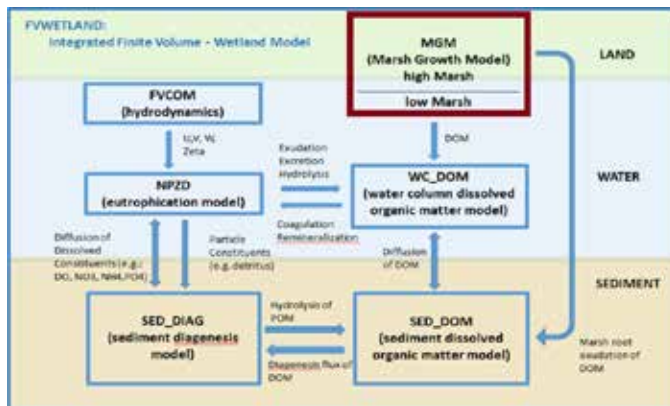 FVWETLAND:
Integrated Finite Volume - Wetland Model
MGM
(Marsh Growth Model)
high Marsh
low Marsh
LAND
FVCOM
(hydrodynamics)
U,V, W,
Zeta
DOM
Exudation
Excretion
Hydrolysis
NPZD
(eutrophication model)
WC_DOM
(water column dissolved
organic matter model)
WATER
Coagulation
Remineralization
Diffusion of
Dissolved
Constituents (e.g.:
DO, NO3, NH4,PO4)
Particle
Constituents
(e.g. detritus)
Diffusion
of DOM
SEDIMENT
SED_DIAG
(sediment diagenesis
model)
Hydrolysis of
POM
Diagenesis flux of
DOM
SED_DOM
(sediment dissolved
organic matter model)
Marsh root
exudation of
DOM